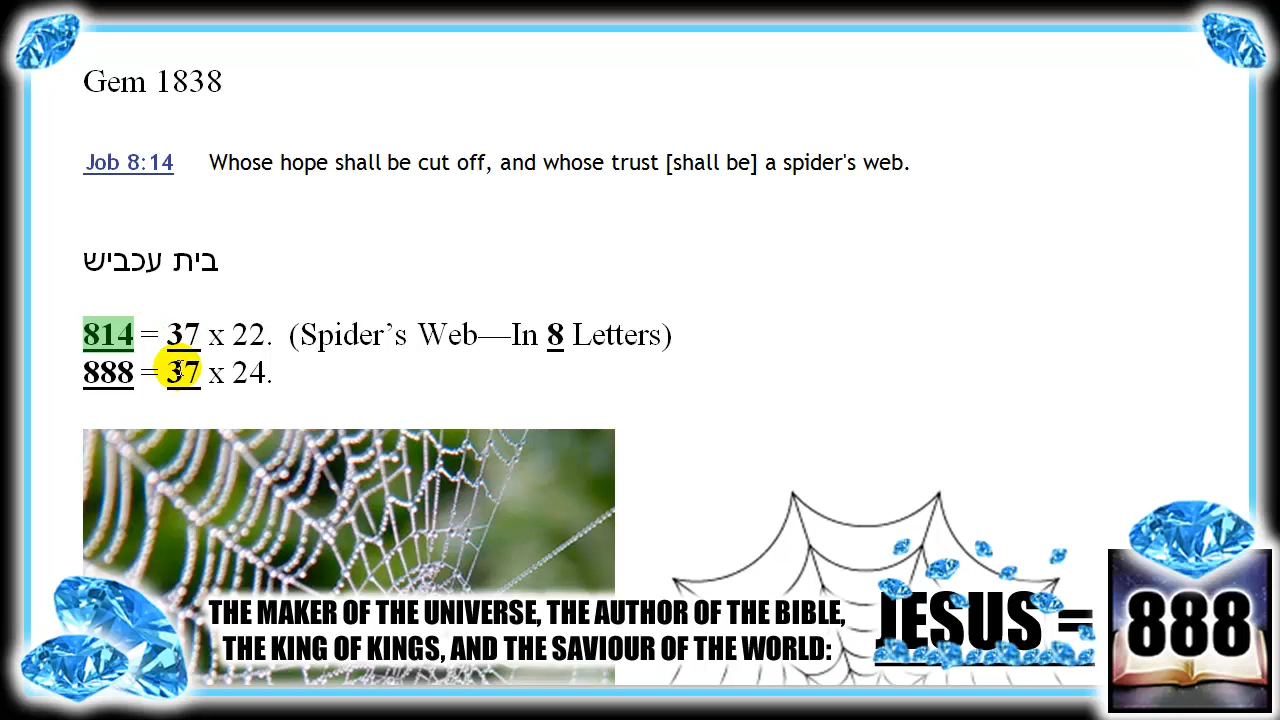 Gem 1838
Job 8:14 Whose hope shall be cut off, and whose trust [shall be] a spider's web.
בית עכביש
814 = 37 x 22. (Spider’s Web—In 8 Letters)
888 = 37 x 24.
THE MAKER OF THE UNIVERSE, THE AUTHOR OF THE BIBLE,
THE KING OF KINGS, AND THE SAVIOUR OF THE WORLD:
JESUS =
888